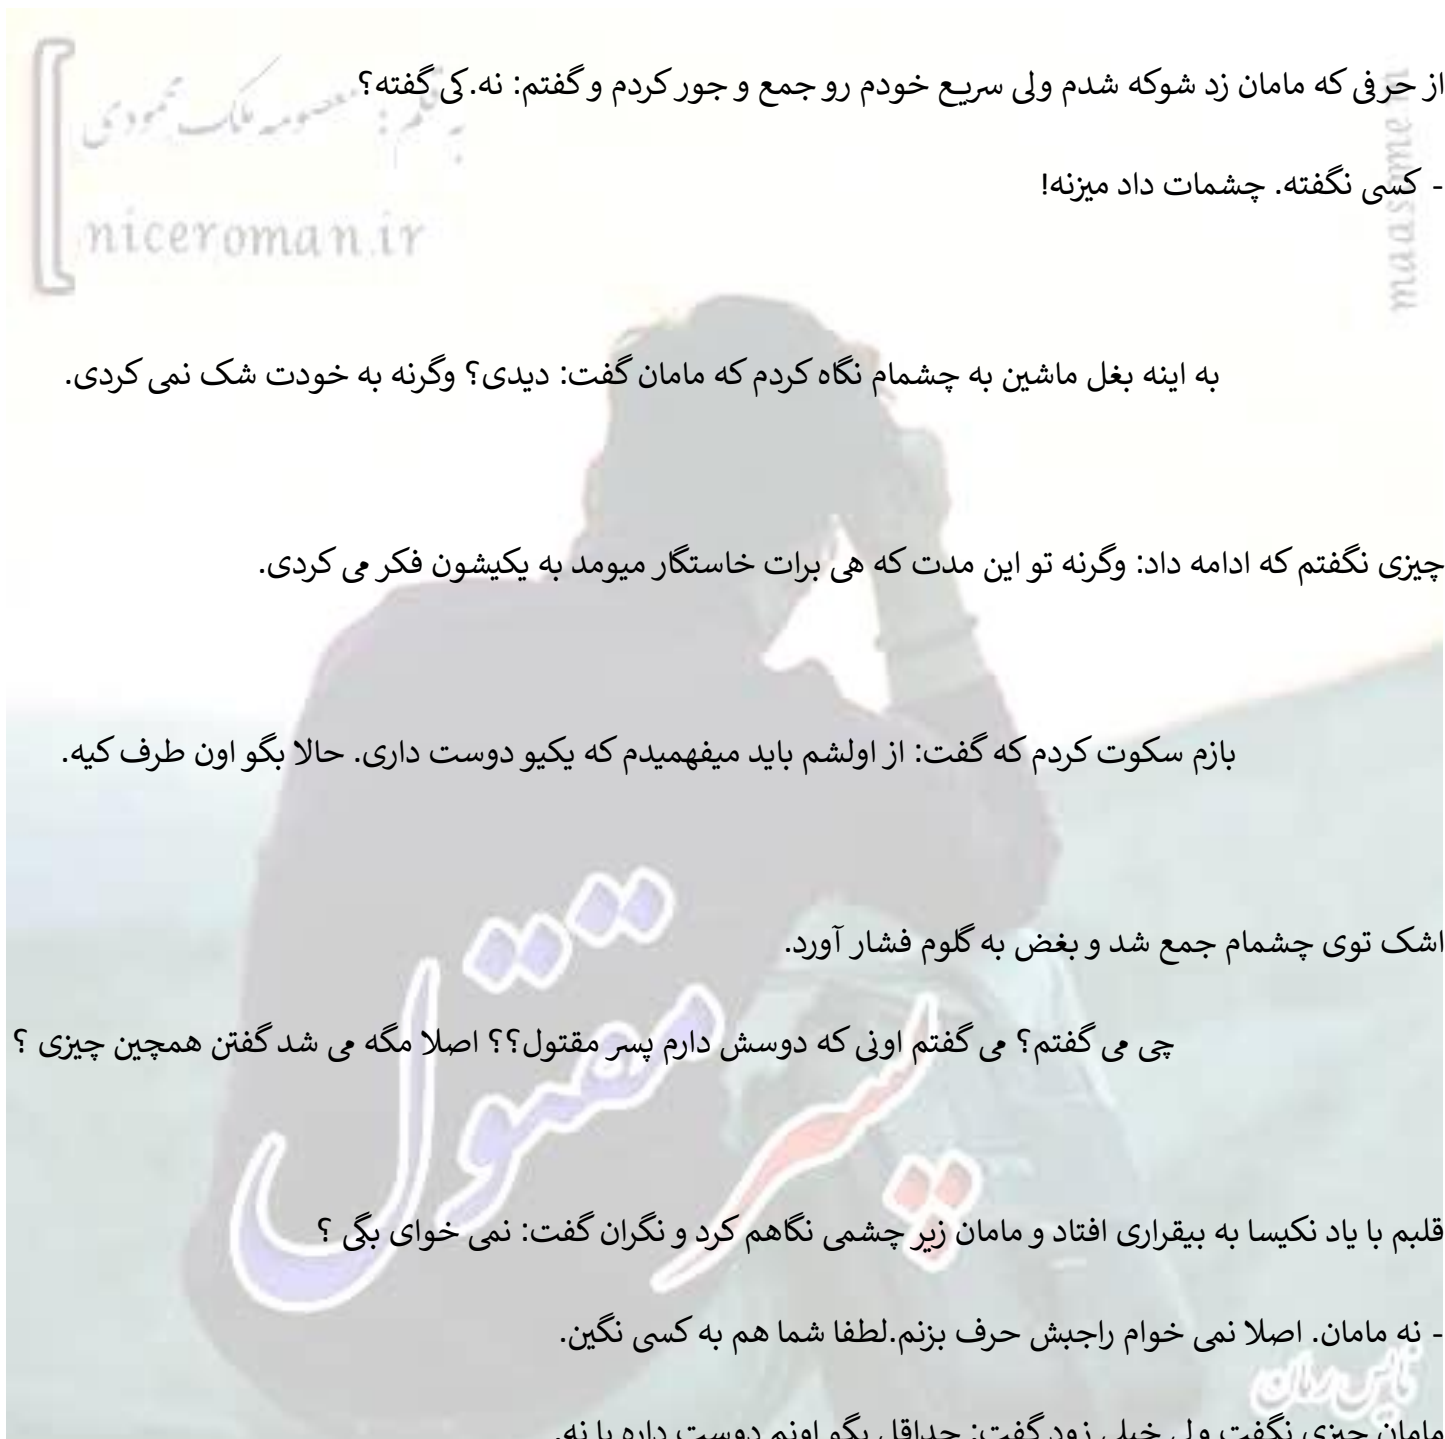 به قلم: معصومه ملک محمودی
niceroman.ir
maasome.m
از حرفی که مامان زد شوکه شدم ولی سریع خودم رو جمع و جور کردم و گفتم: نه. کی گفته؟
- کسی نگفته. چشمات داد میزنه!
به اینه بغل ماشین به چشمام نگاه کردم که مامان گفت: دیدی؟ وگرنه به خودت شک نمی کردی.
چیزی نگفتم که ادامه داد: وگرنه تو این مدت که هی برات خاستگار میومد به یکیشون فکر می کردی.
بازم سکوت کردم که گفت: از اولشم باید میفهمیدم که یکیو دوست داری. حالا بگو اون طرف کیه.
اشک توی چشمام جمع شد و بغض به گلوم فشار آورد.
چی می گفتم؟ می گفتم اونی که دوسش دارم پسر مقتول؟؟ اصلا مگه می شد گفتن همچین چیزی ؟
پسر مقتول
قلبم با یاد نکیسا به بیقراری افتاد و مامان زیر چشمی نگاهم کرد و نگران گفت: نمی خوای بگی ؟
- نه مامان. اصلا نمی خوام راجبش حرف بزنم.لطفا شما هم به کسی نگین.
نایس رمان
مامان چیزی نگفت ولی خیلی زود گفت: حداقل بگو اونم دوست داره یا نه.